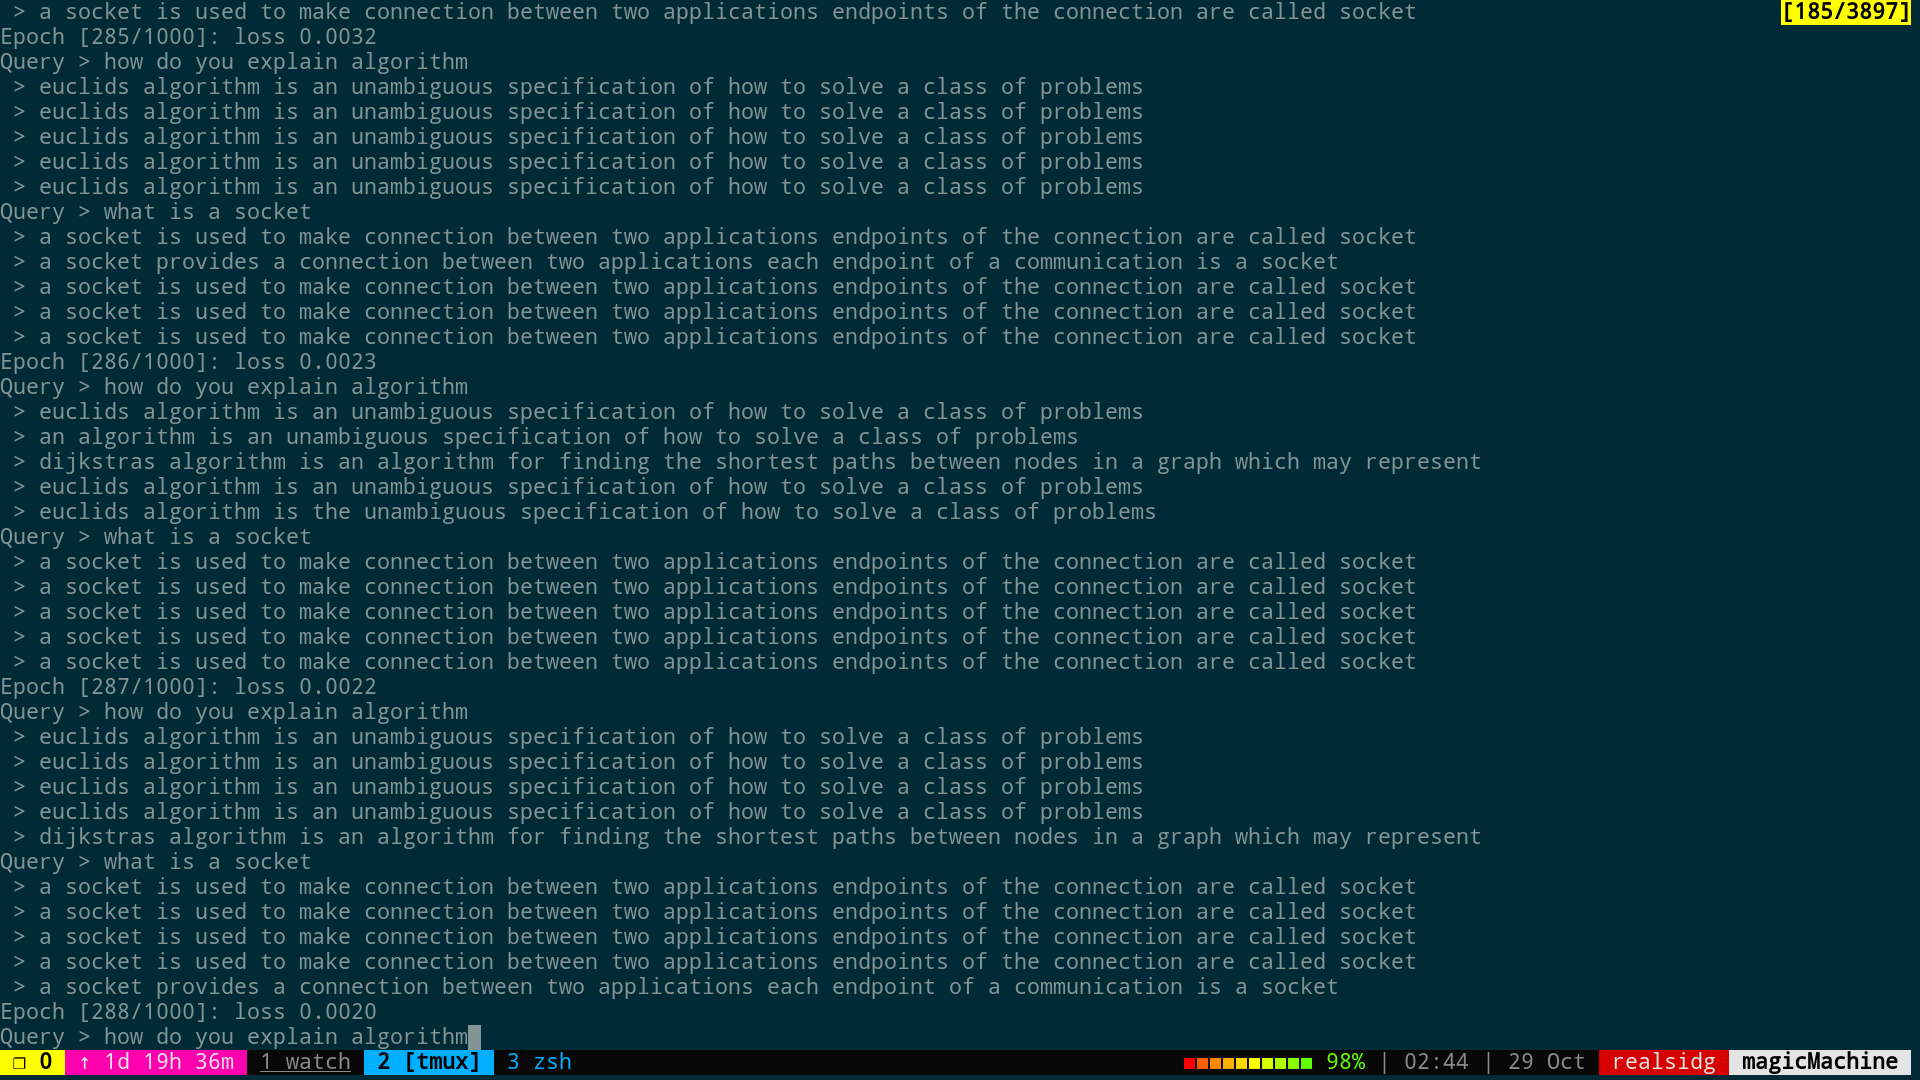 > a socket is used to make connection between two applications endpoints of the connection are called socket [185/3897]
Epoch [285/1000]: loss 0.0032
Query > how do you explain algorithm
> euclids algorithm is an unambiguous specification of how to solve a class of problems
> euclids algorithm is an unambiguous specification of how to solve a class of problems
> euclids algorithm is an unambiguous specification of how to solve a class of problems
> euclids algorithm is an unambiguous specification of how to solve a class of problems
> euclids algorithm is an unambiguous specification of how to solve a class of problems
Query > what is a socket
> a socket is used to make connection between two applications endpoints of the connection are called socket
> a socket provides a connection between two applications each endpoint of a communication is a socket
> a socket is used to make connection between two applications endpoints of the connection are called socket
> a socket is used to make connection between two applications endpoints of the connection are called socket
> a socket is used to make connection between two applications endpoints of the connection are called socket
Epoch [286/1000]: loss 0.0023
Query > how do you explain algorithm
> euclids algorithm is an unambiguous specification of how to solve a class of problems
> an algorithm is an unambiguous specification of how to solve a class of problems
> dijkstras algorithm is an algorithm for finding the shortest paths between nodes in a graph which may represent
> euclids algorithm is an unambiguous specification of how to solve a class of problems
> euclids algorithm is the unambiguous specification of how to solve a class of problems
Query > what is a socket
> a socket is used to make connection between two applications endpoints of the connection are called socket
> a socket is used to make connection between two applications endpoints of the connection are called socket
> a socket is used to make connection between two applications endpoints of the connection are called socket
> a socket is used to make connection between two applications endpoints of the connection are called socket
> a socket is used to make connection between two applications endpoints of the connection are called socket
Epoch [287/1000]: loss 0.0022
Query > how do you explain algorithm
> euclids algorithm is an unambiguous specification of how to solve a class of problems
> euclids algorithm is an unambiguous specification of how to solve a class of problems
> euclids algorithm is an unambiguous specification of how to solve a class of problems
> euclids algorithm is an unambiguous specification of how to solve a class of problems
> dijkstras algorithm is an algorithm for finding the shortest paths between nodes in a graph which may represent
Query > what is a socket
> a socket is used to make connection between two applications endpoints of the connection are called socket
> a socket is used to make connection between two applications endpoints of the connection are called socket
> a socket is used to make connection between two applications endpoints of the connection are called socket
> a socket is used to make connection between two applications endpoints of the connection are called socket
> a socket provides a connection between two applications each endpoint of a communication is a socket
Epoch [288/1000]: loss 0.0020
Query > how do you explain algorithm
❐ 0 ↑ 1d 19h 36m 1 watch 2 [tmux] 3 zsh 98% | 02:44 | 29 Oct realsidg magicMachine